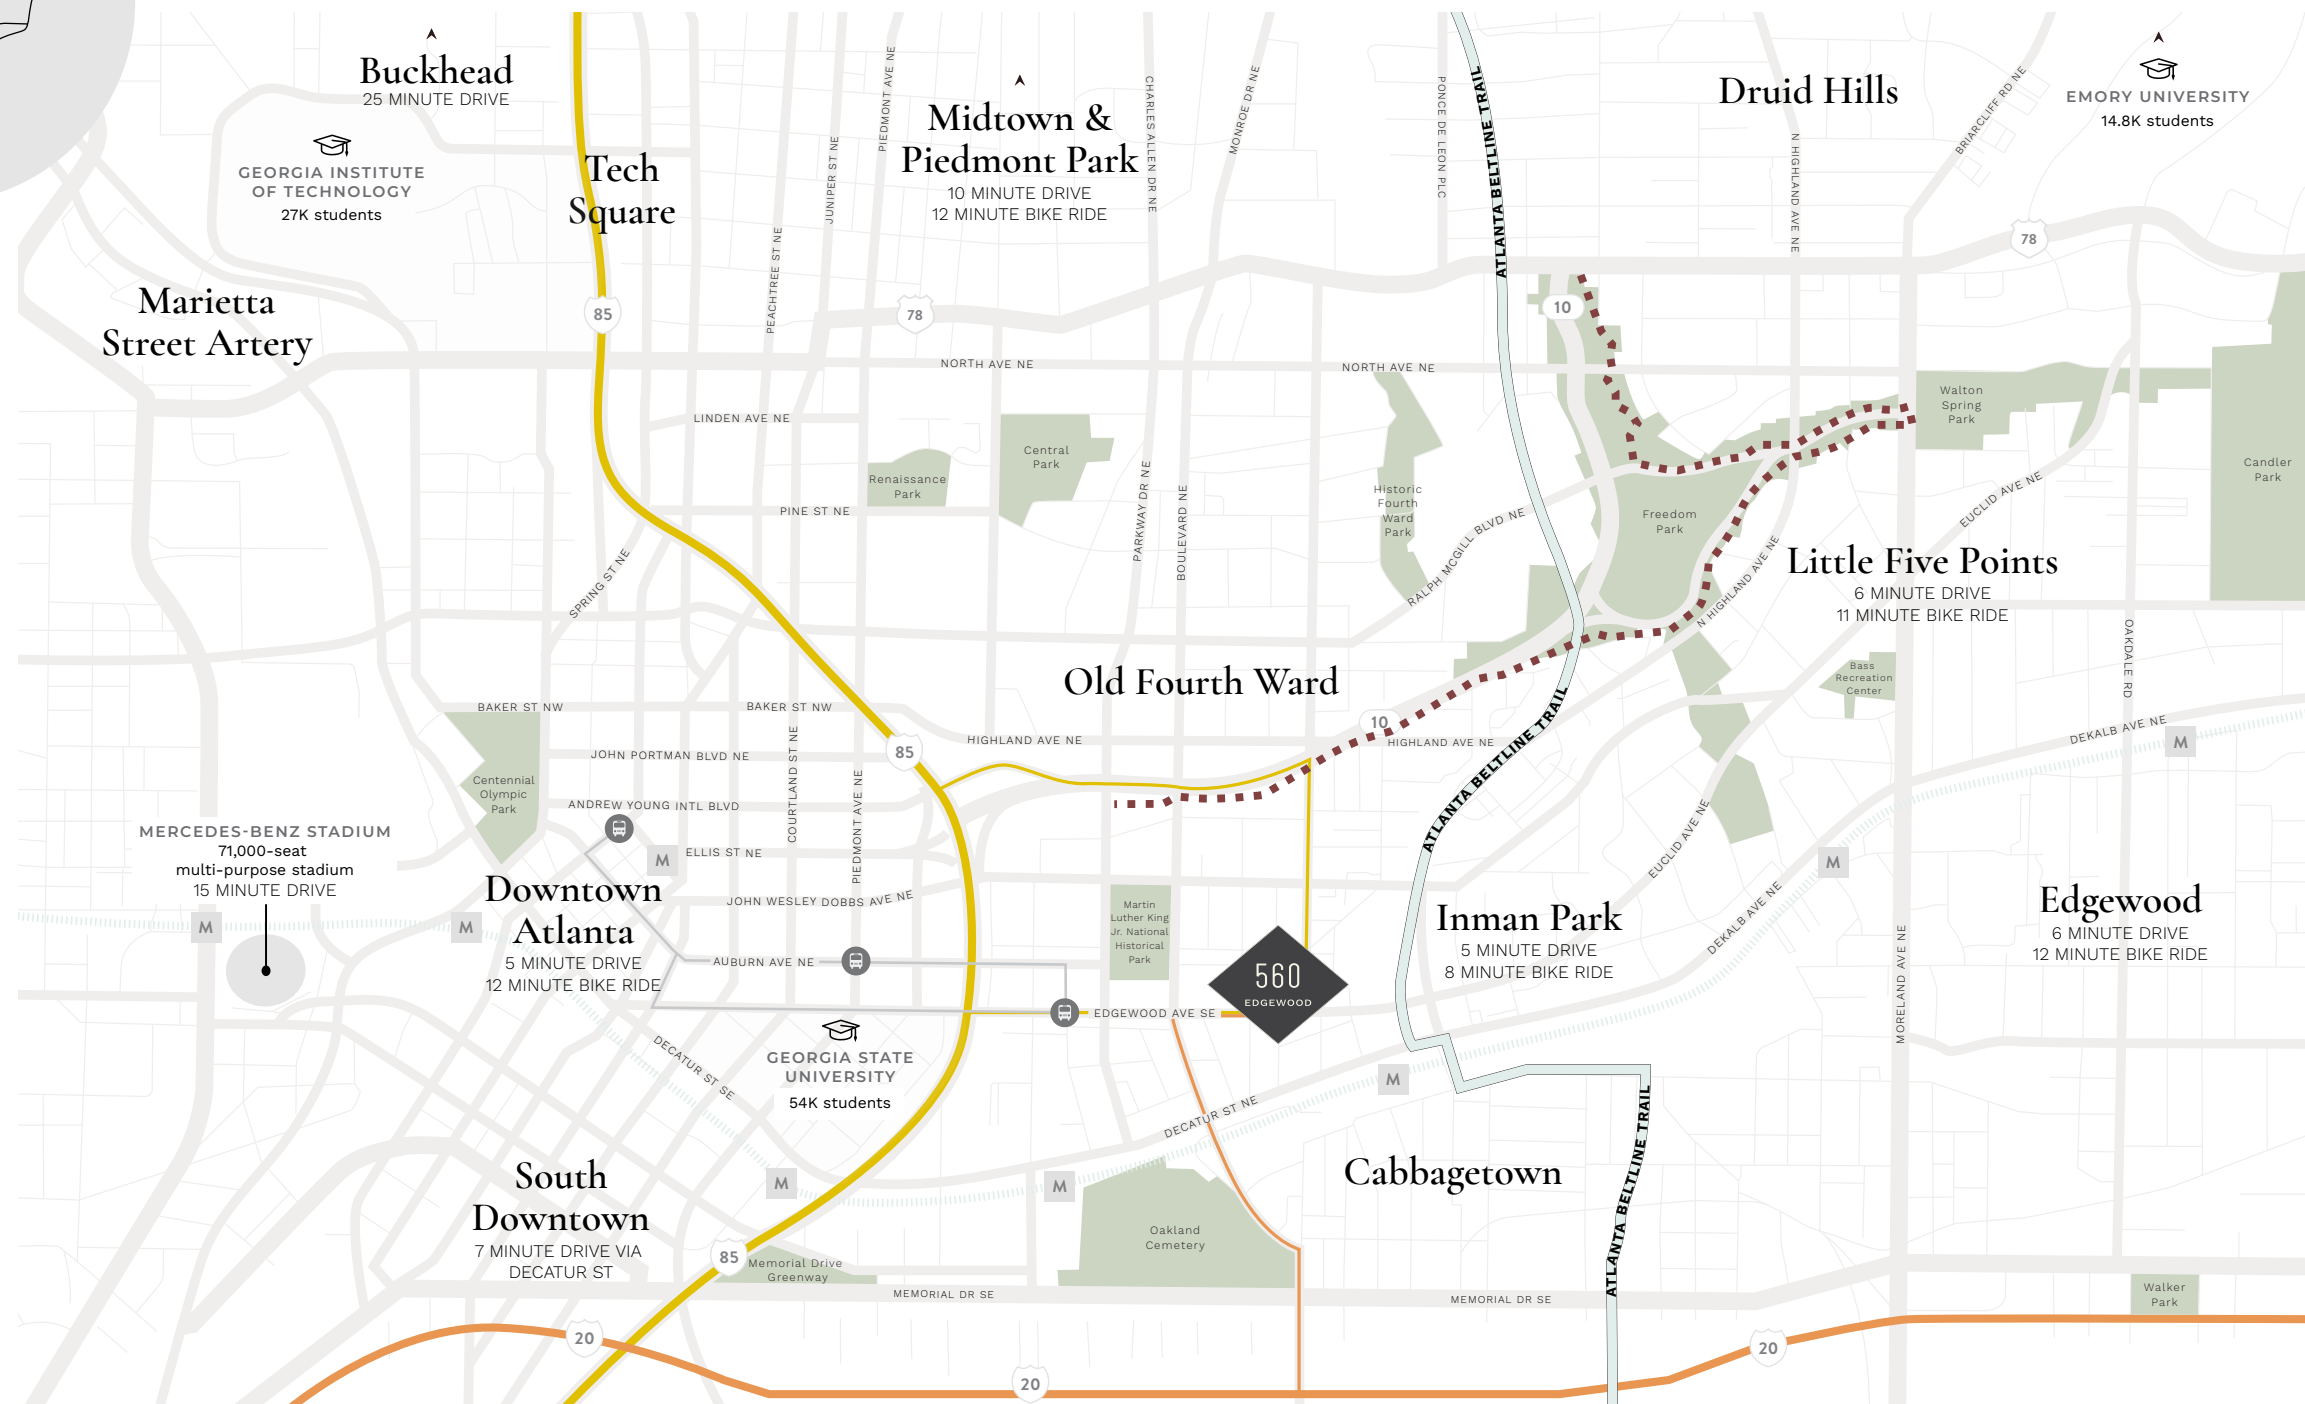 Buckhead
25 MINUTE DRIVE
GEORGIA INSTITUTE
OF TECHNOLOGY
27K students
Tech
Square
Midtown &
Piedmont Park
10 MINUTE DRIVE
12 MINUTE BIKE RIDE
Druid Hills
EMORY UNIVERSITY
14.8K students
PIEDMONT AVE NE
JUNIPER ST NE
PEACHTREE ST NE
CHARLES ALLEN DR NE
MONROE DR NE
PONCE DE LEON PLC
ATLANTA BELTLINE TRAIL
N HIGHLAND AVE NE
BRIARCLIFF RD NE
78
Marietta
Street Artery
85
78
10
NORTH AVE NE
NORTH AVE NE
LINDEN AVE NE
Central
Park
Renaissance
Park
PINE ST NE
PARKWAY DR NE
BOULEVARD NE
Historic
Fourth
Ward
Park
RALPH MCGILL BLVD NE
Freedom
Park
Walton
Spring
Park
Candler
Park
EUCLID AVE NE
N HIGHLAND AVE NE
Little Five Points
6 MINUTE DRIVE
11 MINUTE BIKE RIDE
SPRING ST NE
Old Fourth Ward
Bass
Recreation
Center
OAKDALE RD
BAKER ST NW
BAKER ST NW
10
HIGHLAND AVE NE
HIGHLAND AVE NE
ATLANTA BELTLINE TRAIL
DEKALB AVE NE
M
JOHN PORTMAN BLVD NE
85
COURTLAND ST NE
PIEDMONT AVE NE
Centennial
Olympic
Park
ANDREW YOUNG INTL BLVD
MERCEDES-BENZ STADIUM
71,000-seat
multi-purpose stadium
15 MINUTE DRIVE
M
ELLIS ST NE
EUCLID AVE NE
M
Downtown
Atlanta
5 MINUTE DRIVE
12 MINUTE BIKE RIDE
JOHN WESLEY DOBBS AVE NE
M
M
Martin
Luther King
Jr. National
Historical
Park
Inman Park
5 MINUTE DRIVE
8 MINUTE BIKE RIDE
DEKALB AVE NE
MORELAND AVE NE
Edgewood
6 MINUTE DRIVE
12 MINUTE BIKE RIDE
AUBURN AVE NE
560
EDGEWOOD
EDGEWOOD AVE SE
DECATUR ST SE
GEORGIA STATE
UNIVERSITY
54K students
M
DECATUR ST NE
ATLANTA BELTLINE TRAIL
Cabbagetown
M
M
South
Downtown
7 MINUTE DRIVE VIA
DECATUR ST
Oakland
Cemetery
85
Memorial Drive
Greenway
MEMORIAL DR SE
MEMORIAL DR SE
Walker
Park
20
20
20